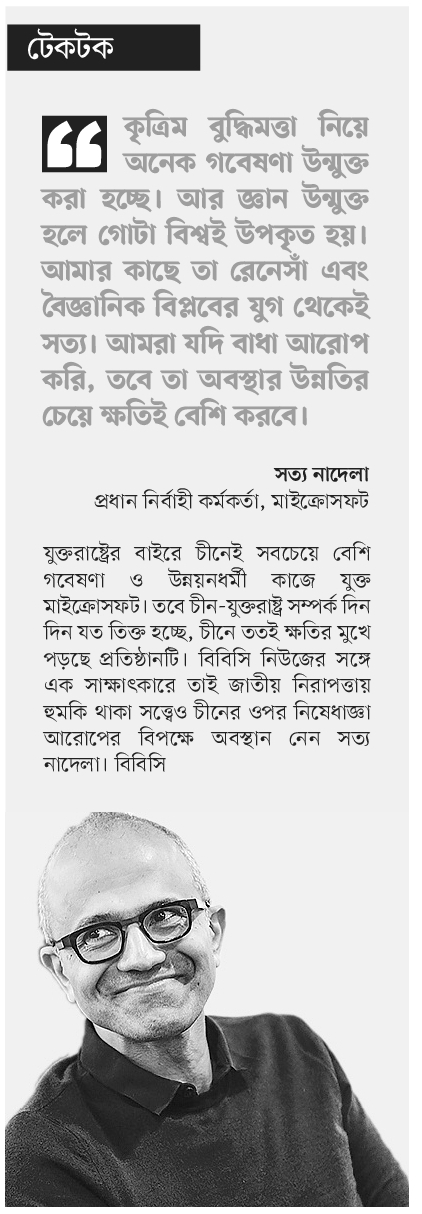 টেকটক
“
কৃত্রিম বুদ্ধিমত্তা নিয়ে
অনেক গবেষণা উন্মুক্ত
করা হচ্ছে। আর জ্ঞান উন্মুক্ত
হলে গোটা বিশ্বই উপকৃত হয়।
আমার কাছে তা রেনেসাঁ এবং
বৈজ্ঞানিক বিপ্লবের যুগ থেকেই
সত্য। আমরা যদি বাধা আরোপ
করি, তবে তা অবস্থার উন্নতির
চেয়ে ক্ষতিই বেশি করবে।
সত্য নাদেলা
প্রধান নির্বাহী কর্মকর্তা, মাইক্রোসফট
যুক্তরাষ্ট্রের বাইরে চীনেই সবচেয়ে বেশি
গবেষণা ও উন্নয়নধর্মী কাজে যুক্ত
মাইক্রোসফট। তবে চীন-যুক্তরাষ্ট্র সম্পর্ক দিন
দিন যত তিক্ত হচ্ছে, চীনে ততই ক্ষতির মুখে
পড়ছে প্রতিষ্ঠানটি। বিবিসি নিউজের সঙ্গে
এক সাক্ষাৎকারে তাই জাতীয় নিরাপত্তায়
হুমকি থাকা সত্ত্বেও চীনের ওপর নিষেধাজ্ঞা
আরোপের বিপক্ষে অবস্থান নেন সত্য
নাদেলা। বিবিসি